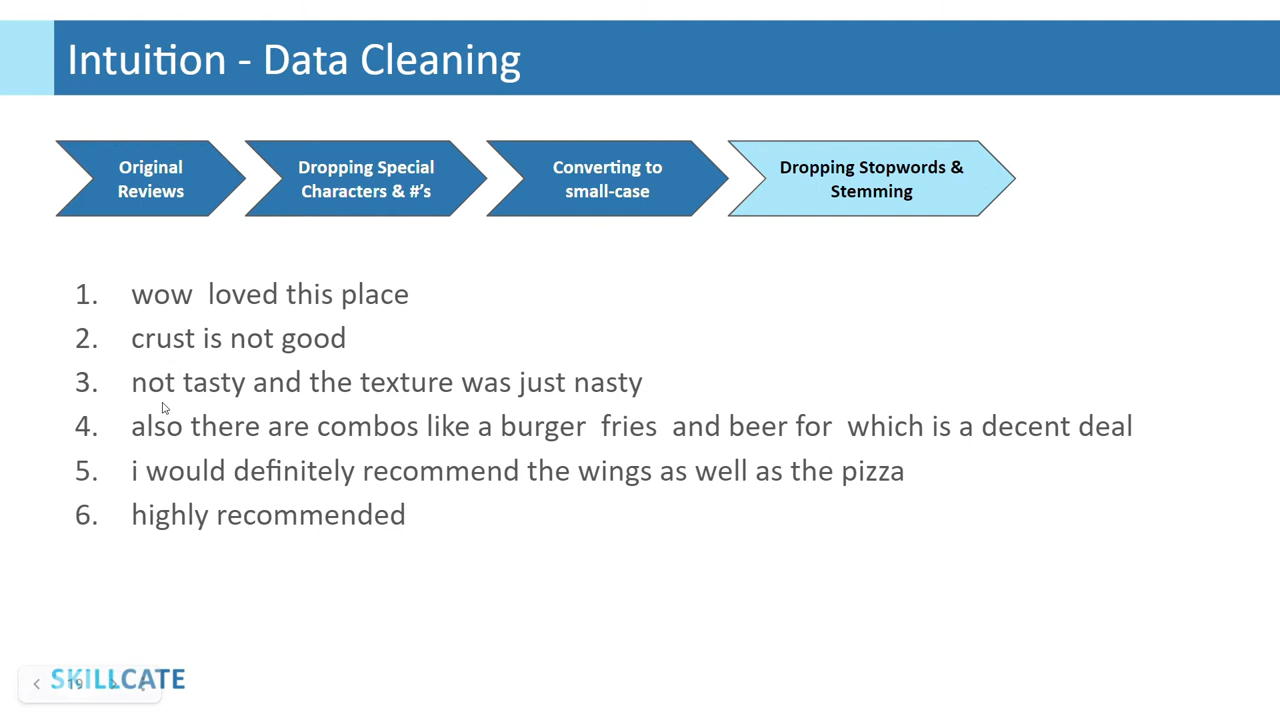 Intuition - Data Cleaning
Original
Reviews
Dropping Special
Characters & #'s
Converting to
small-case
Dropping Stopwords &
Stemming
1. wow  loved this place
2. crust is not good
3. not tasty and the texture was just nasty
4. also there are combos like a burger  fries  and beer for  which is a decent deal
5. i would definitely recommend the wings as well as the pizza
6. highly recommended
SKILLCATE
19